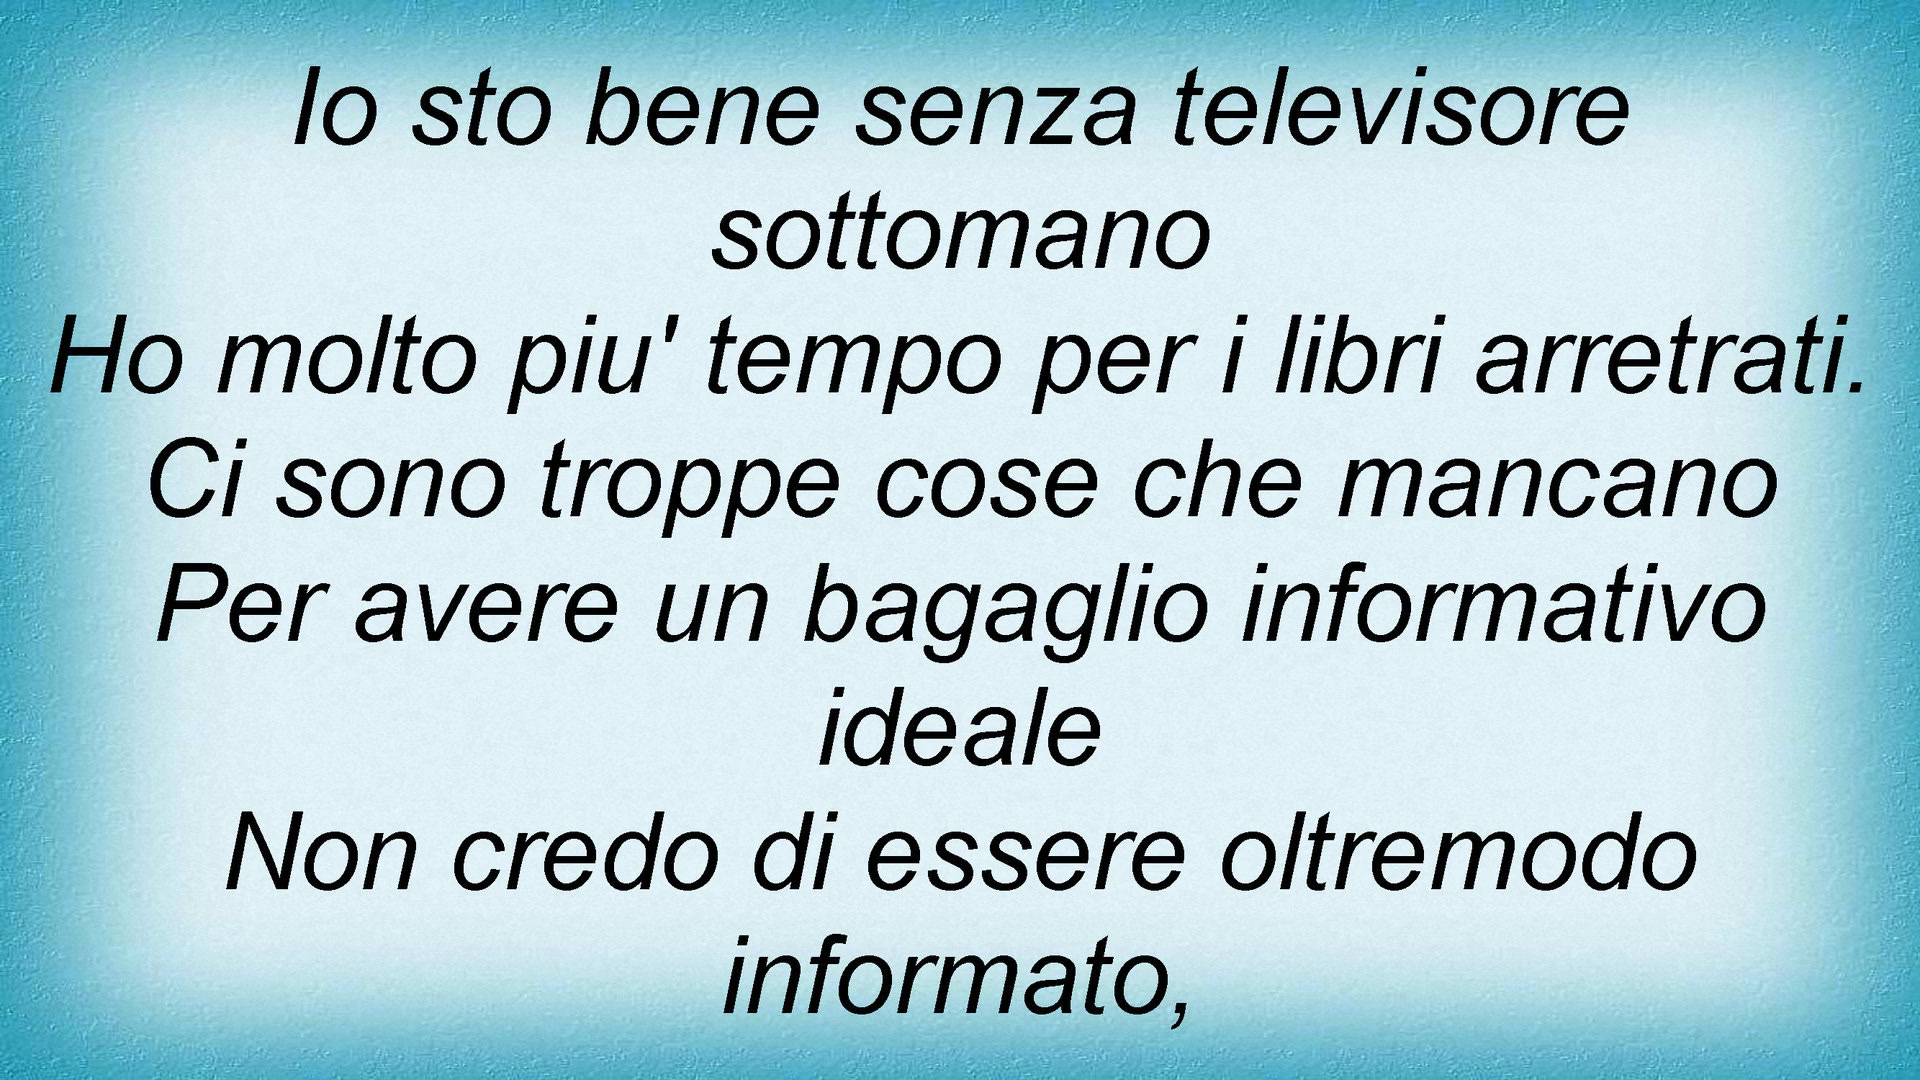 Io sto bene senza televisore
sottomano
Ho molto piu' tempo per i libri arretrati.
Ci sono troppe cose che mancano
Per avere un bagaglio informativo
ideale
Non credo di essere oltremodo
informato,